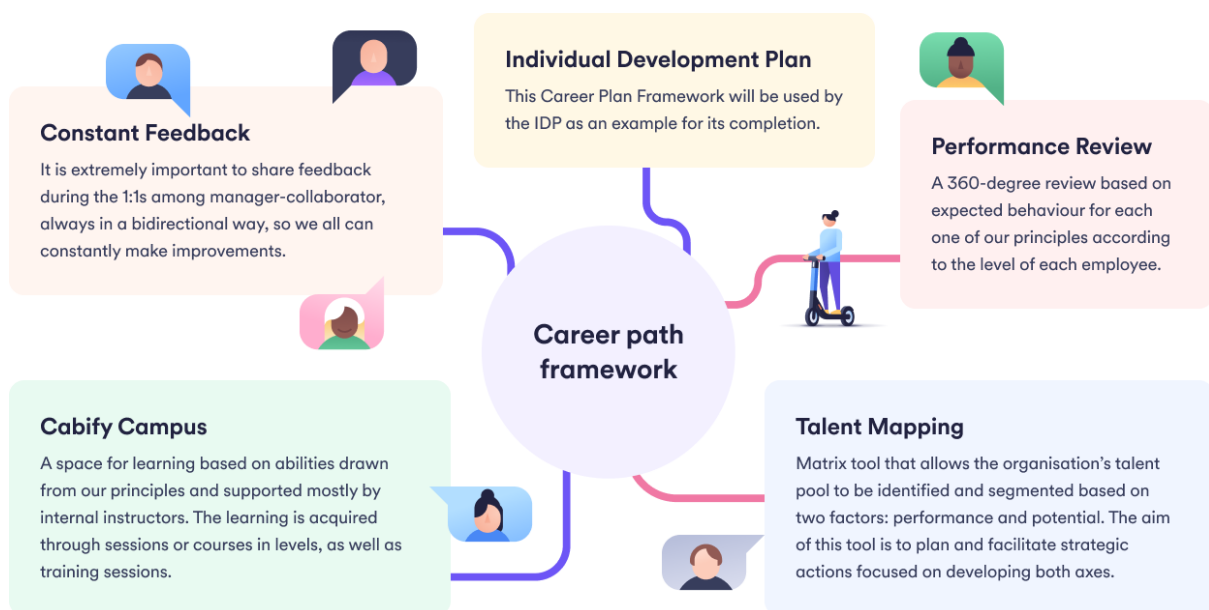 Individual Development Plan
This Career Plan Framework will be used by
the IDP as an example for its completion.
Constant Feedback
It is extremely important to share feedback
during the 1:1s among manager-collaborator,
always in a bidirectional way, so we all can
constantly make improvements.
Performance Review
A 360-degree review based on
expected behaviour for each
one of our principles according
to the level of each employee.
Career path
framework
Cabify Campus
A space for learning based on abilities drawn
from our principles and supported mostly by
internal instructors. The learning is acquired
through sessions or courses in levels, as well as
training sessions.
Talent Mapping
Matrix tool that allows the organisation’s talent
pool to be identified and segmented based on
two factors: performance and potential. The aim
of this tool is to plan and facilitate strategic
actions focused on developing both axes.